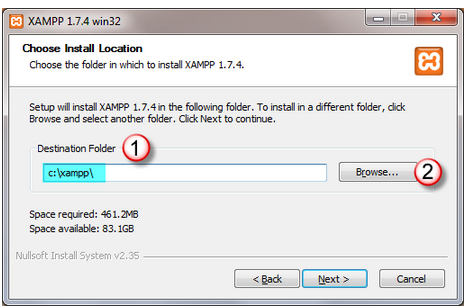 XAMPP 1.7.4 win32
Choose Install Location
Choose the folder in which to install XAMPP 1.7.4.
Setup will install XAMPP 1.7.4 in the following folder. To install in a different folder, click
Browse and select another folder. Click Next to continue.
Destination Folder 1
c:\xampp\ Browse... 2
Space required: 461.2MB
Space available: 83.1GB
Nullsoft Install System v2.35
< Back Next > Cancel